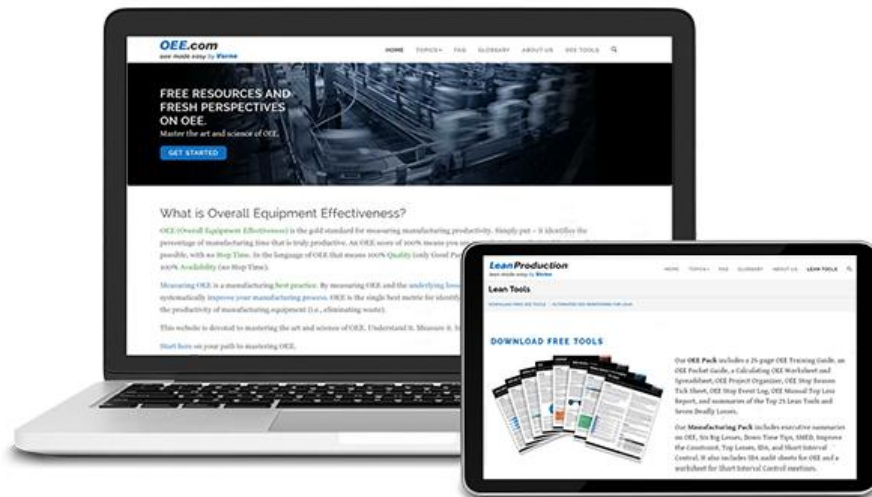 OEE.com
oee made easy by Vorne
HOME TOPICS FAQ GLOSSARY ABOUT US OEE TOOLS
FREE RESOURCES AND
FRESH PERSPECTIVES
ON OEE.
Master the art and science of OEE.
GET STARTED
What is Overall Equipment Effectiveness?
OEE (Overall Equipment Effectiveness) is the gold standard for measuring manufacturing productivity. Simply put – it identifies the
percentage of manufacturing time that is truly productive. An OEE score of 100% means you
possible, with no Stop Time. In the language of OEE that means 100% Quality (only Good
100% Availability (no Stop Time).
Measuring OEE is a manufacturing best practice. By measuring OEE and the underlying
systematically improve your manufacturing process. OEE is the single best metric for
the productivity of manufacturing equipment (i.e., eliminating waste).
This website is devoted to mastering the art and science of OEE. Understand it. Measure it.
Start here on your path to mastering OEE.
LeanProduction
lean made easy by Vorne
HOME TOPICS FAQ GLOSSARY ABOUT US LEAN TOOLS
Lean Tools
DOWNLOAD FREE OEE TOOLS AUTOMATED OEE MONITORING FOR LEAN
DOWNLOAD FREE TOOLS
Our OEE Pack includes a 25-page OEE Training Guide, an
OEE Pocket Guide, a Calculating OEE Worksheet and
Spreadsheet, OEE Project Organizer, OEE Stop Reason
Tick Sheet, OEE Stop Event Log, OEE Manual Top Loss
Report, and summaries of the Top 25 Lean Tools and
Seven Deadly Losses.
Our Manufacturing Pack includes executive summaries
on OEE, Six Big Losses, Down Time Tips, SMED, Improve
the Constraint, Top Losses, IDA, and Short Interval
Control. It also includes IDA audit sheets for OEE and a
worksheet for Short Interval Control meetings.